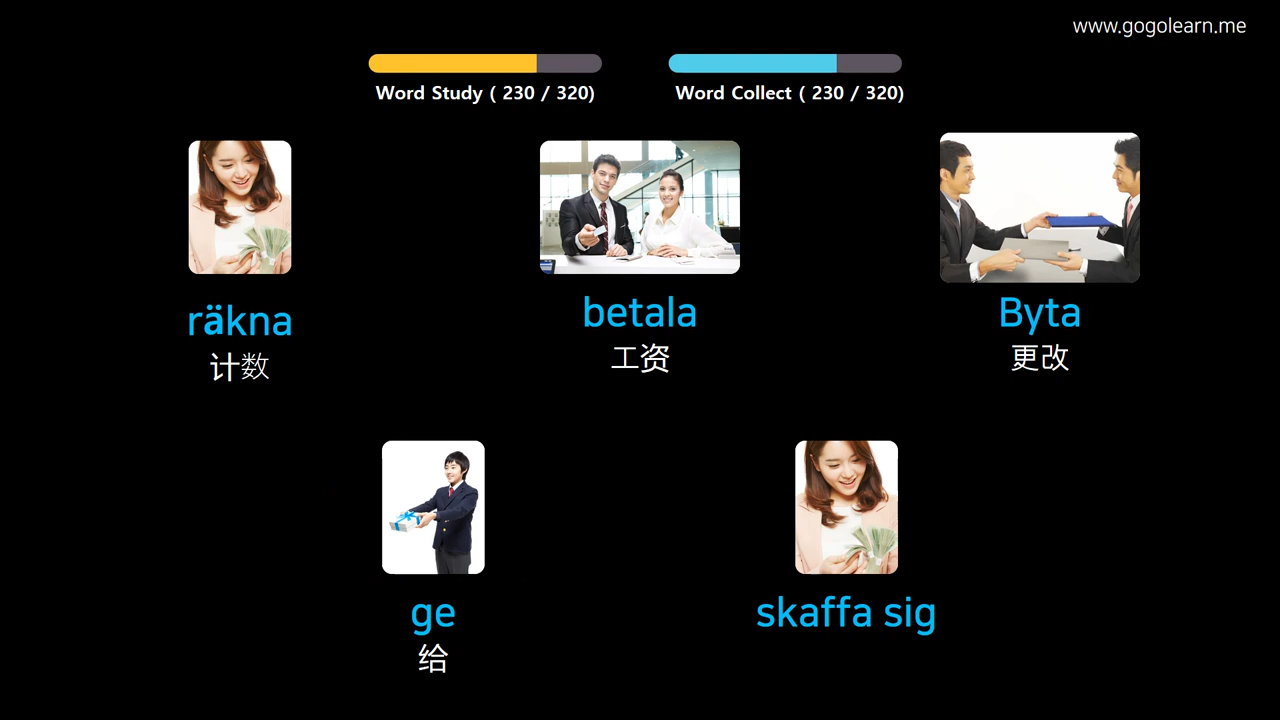 www.gogolearn.me
Word Study ( 230 / 320)
Word Collect ( 230 / 320)
räkna
计数
betala
工资
Byta
更改
ge
给
skaffa sig